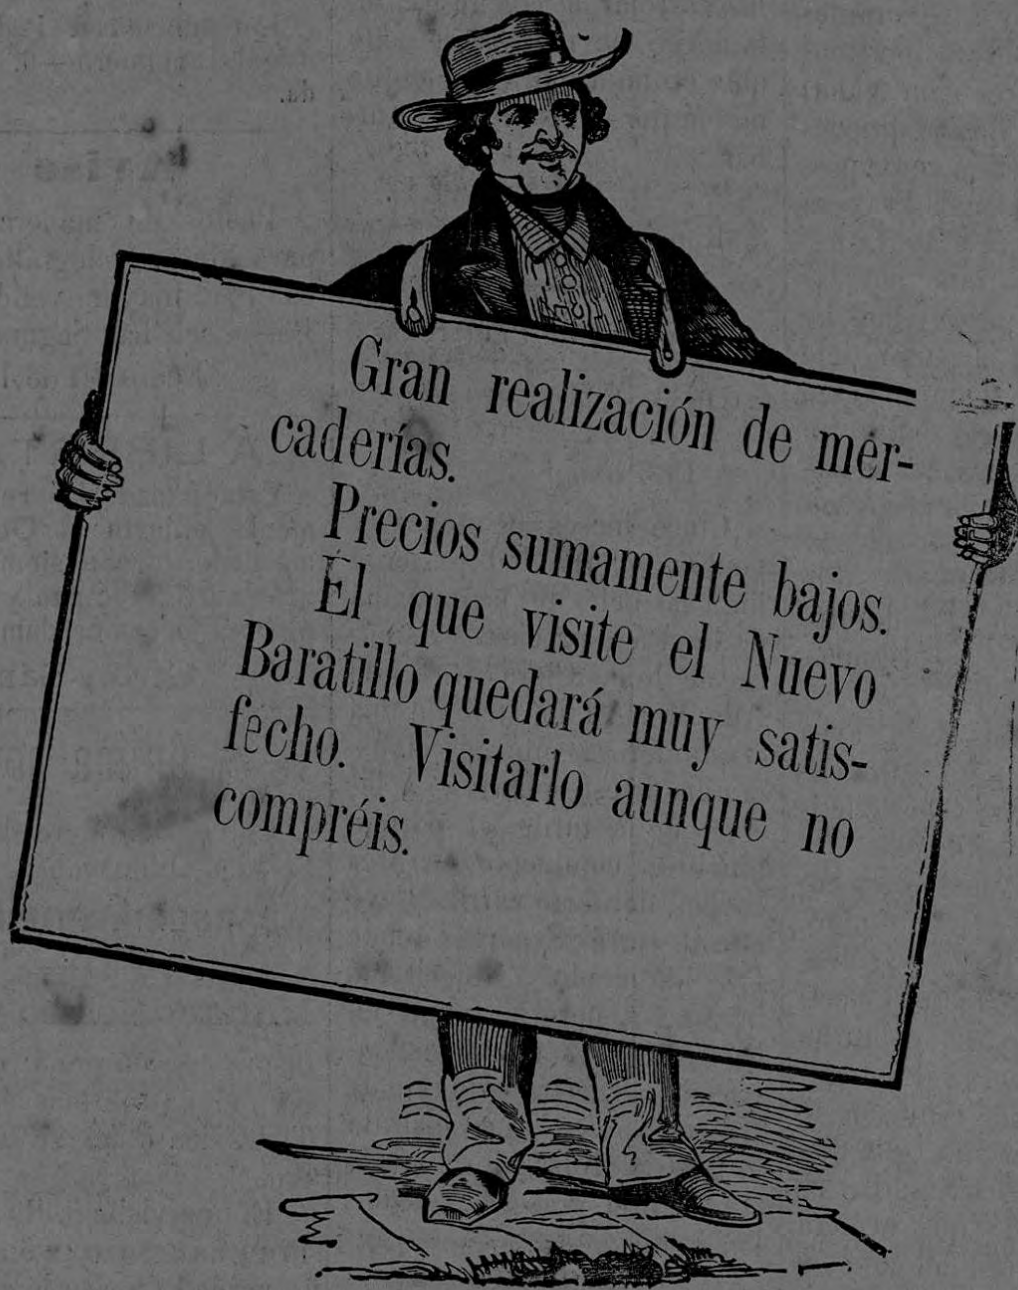 Gran realización de mer-
caderías.
Precios sumamente bajos.
El que visite el Nuevo
Baratillo quedará muy satis-
fecho. Visitarlo aunque no
compréis.